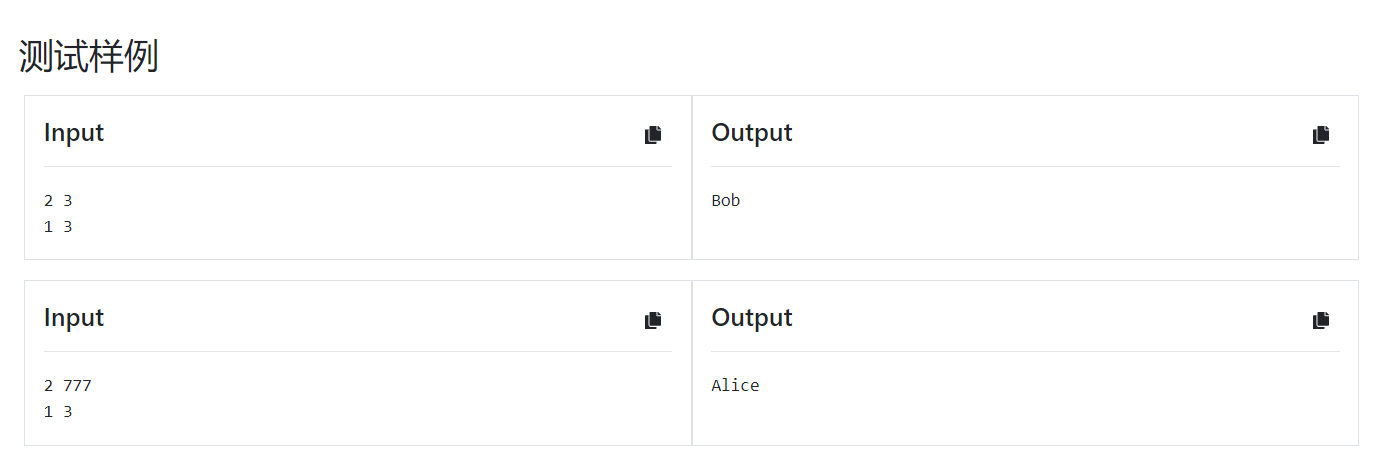 测试样例
Input
Output
2 3
1 3
Bob
Input
Output
2 777
1 3
Alice